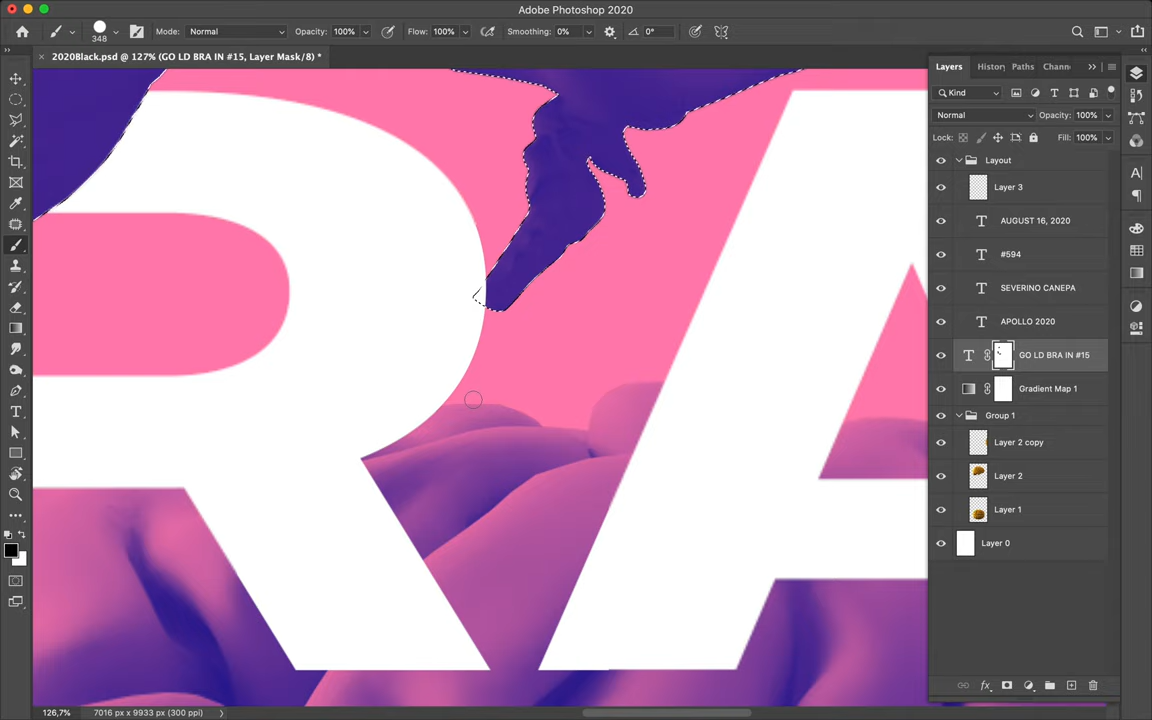 Adobe Photoshop 2020
348
Mode: Normal
Opacity: 100%
Flow: 100%
Smoothing: 0%
0°
2020Black.psd @ 127% (GO LD BRA IN #15, Layer Mask/8) *
RA
Layers
History
Paths
Chann
Kind
Normal
Opacity: 100%
Lock:
Fill: 100%
Layout
Layer 3
AUGUST 16, 2020
#594
SEVERINO CANEPA
APOLLO 2020
GO LD BRA IN #15
Gradient Map 1
Group 1
Layer 2 copy
Layer 2
Layer 1
Layer 0
126,7%
7016 px x 9933 px (300 ppi)